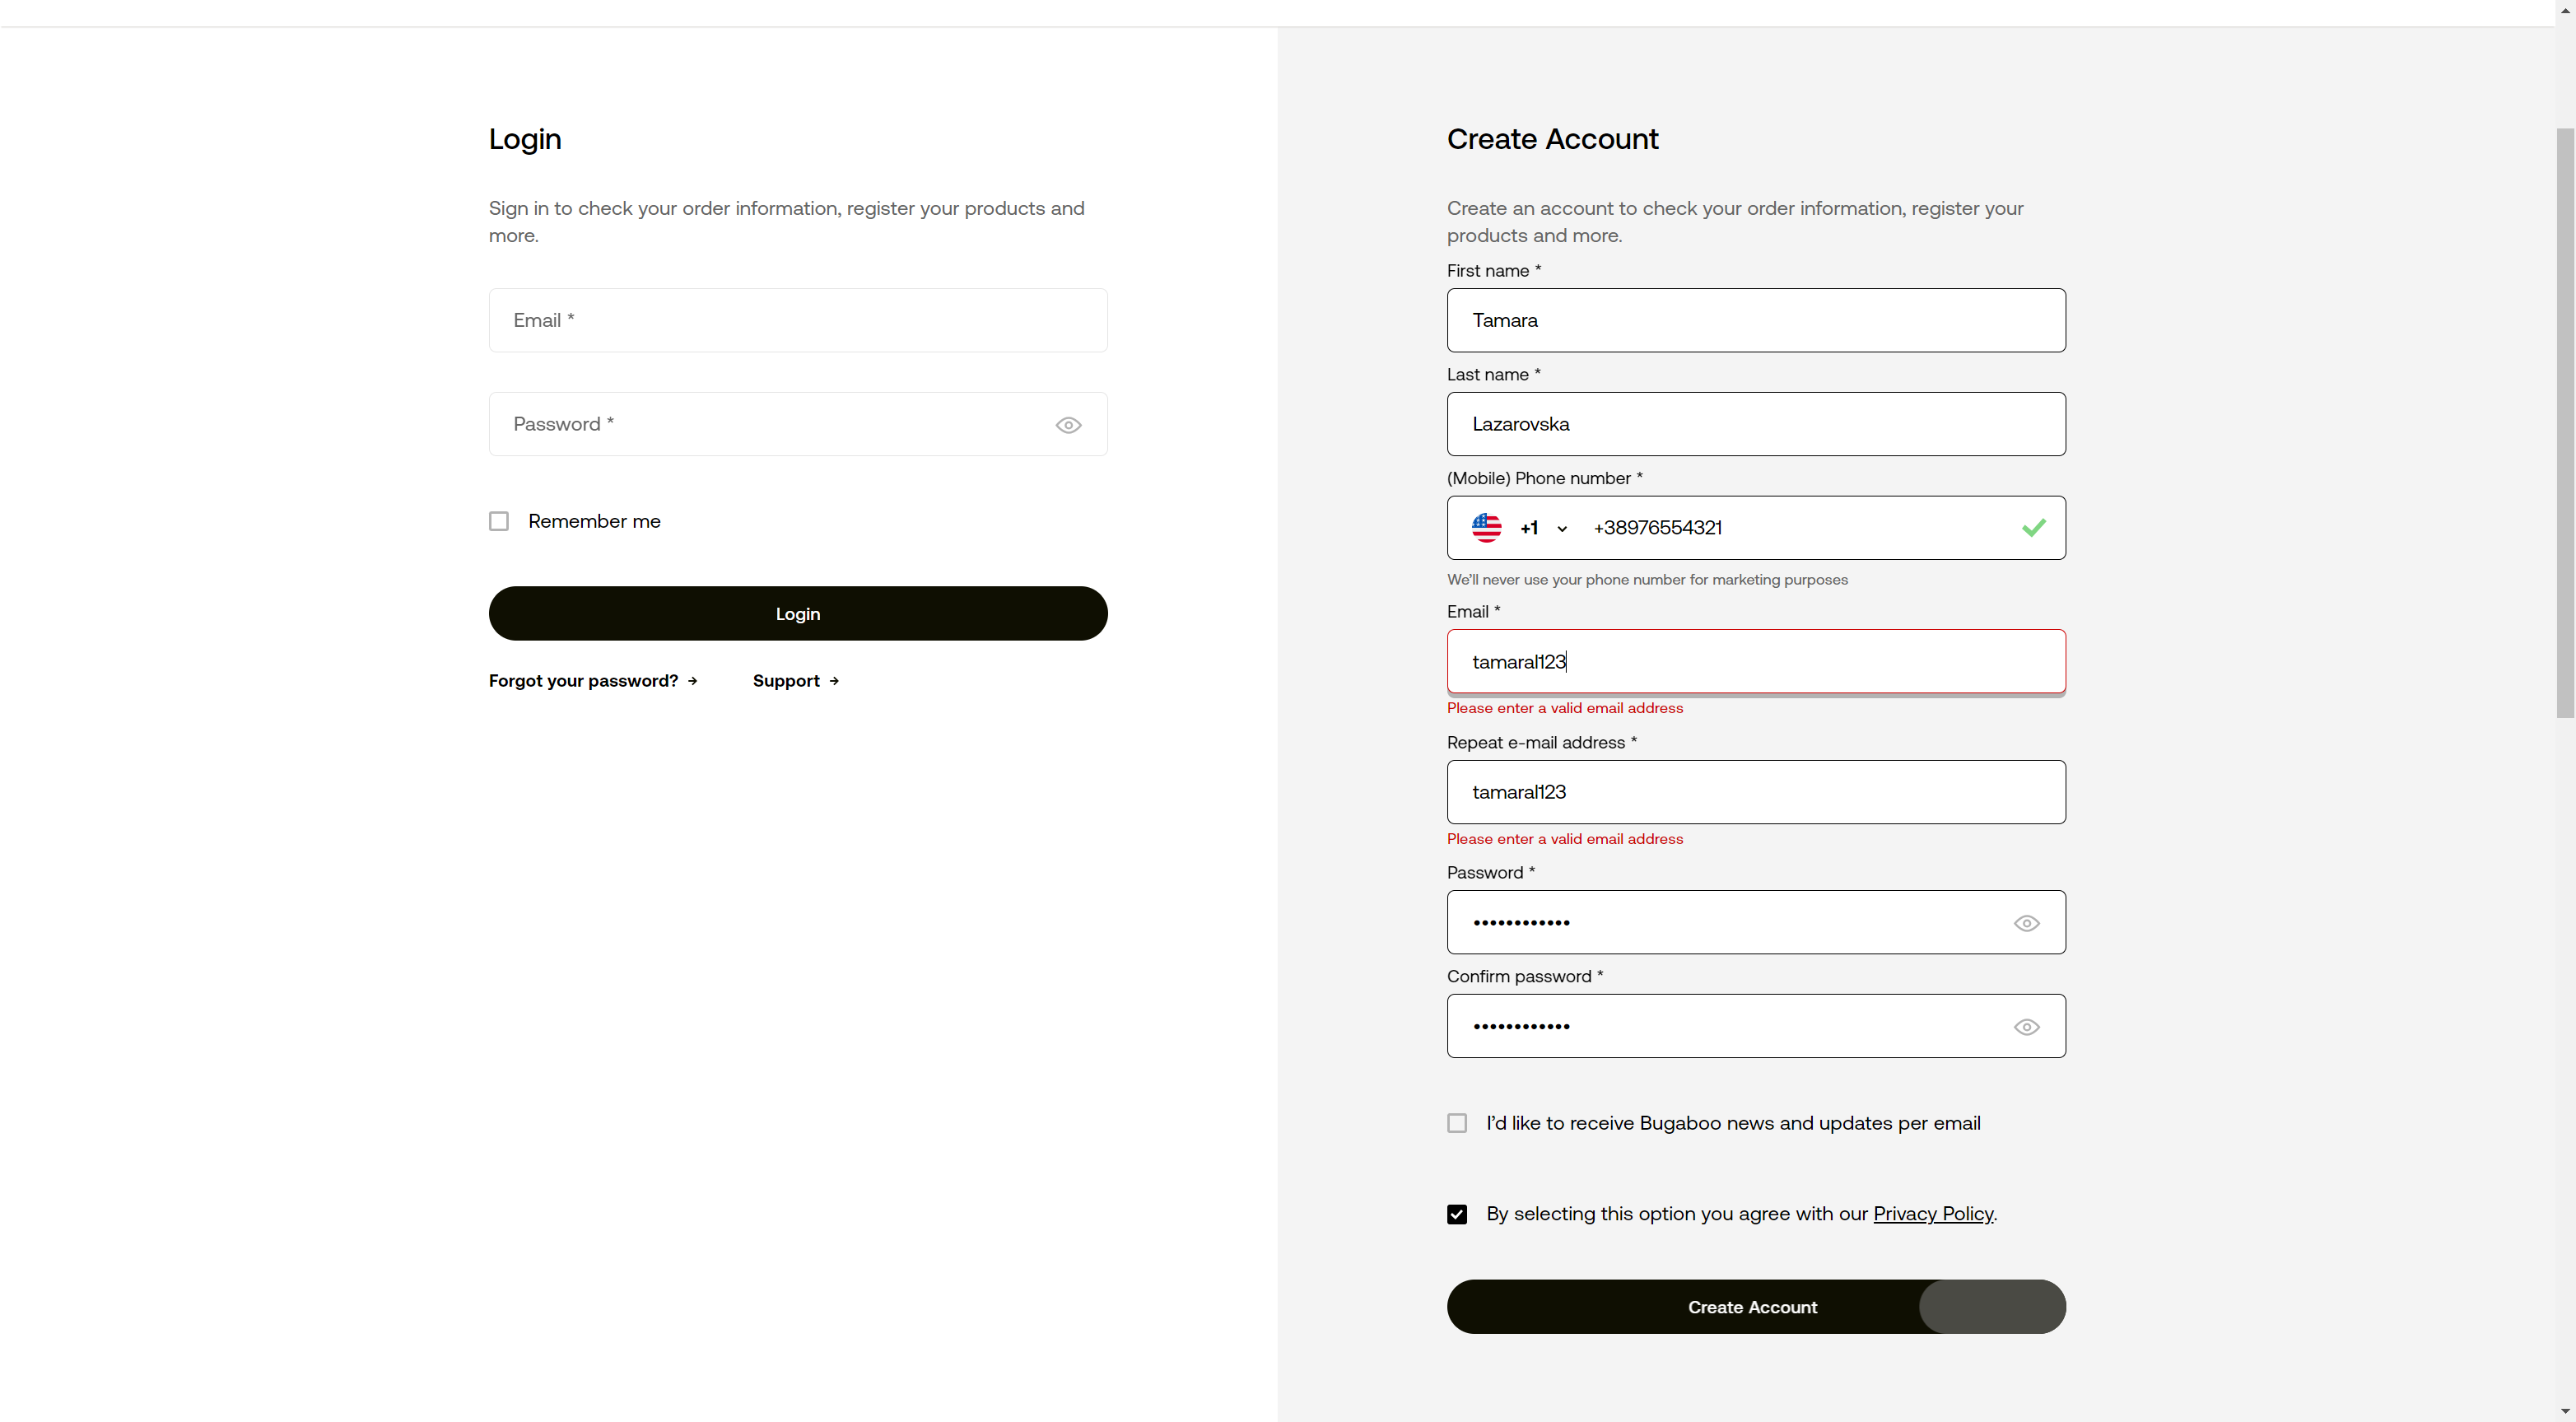 Login
Sign in to check your order information, register your products and
more.
Email *
Password *
Remember me
Login
Forgot your password? →
Support →
Create Account
Create an account to check your order information, register your
products and more.
First name *
Tamara
Last name *
Lazarovska
(Mobile) Phone number *
+1 +38976554321
We'll never use your phone number for marketing purposes
Email *
tamaral123
Please enter a valid email address
Repeat e-mail address *
tamaral123
Please enter a valid email address
Password *
••••••••••••
Confirm password *
••••••••••••
I'd like to receive Bugaboo news and updates per email
By selecting this option you agree with our Privacy Policy.
Create Account